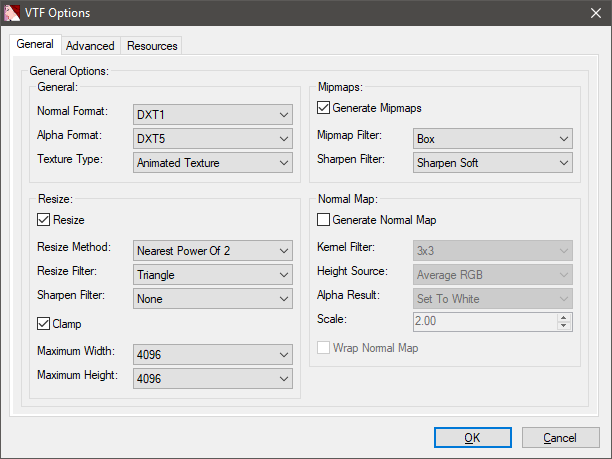 VTF Options
General Advanced Resources
General Options:
General:
Normal Format: DXT1
Alpha Format: DXT5
Texture Type: Animated Texture
Mipmaps:
Generate Mipmaps
Mipmap Filter: Box
Sharpen Filter: Sharpen Soft
Resize:
Resize
Resize Method: Nearest Power Of 2
Resize Filter: Triangle
Sharpen Filter: None
Clamp
Maximum Width: 4096
Maximum Height: 4096
Normal Map:
Generate Normal Map
Kernel Filter: 3x3
Height Source: Average RGB
Alpha Result: Set To White
Scale: 2.00
Wrap Normal Map
OK Cancel